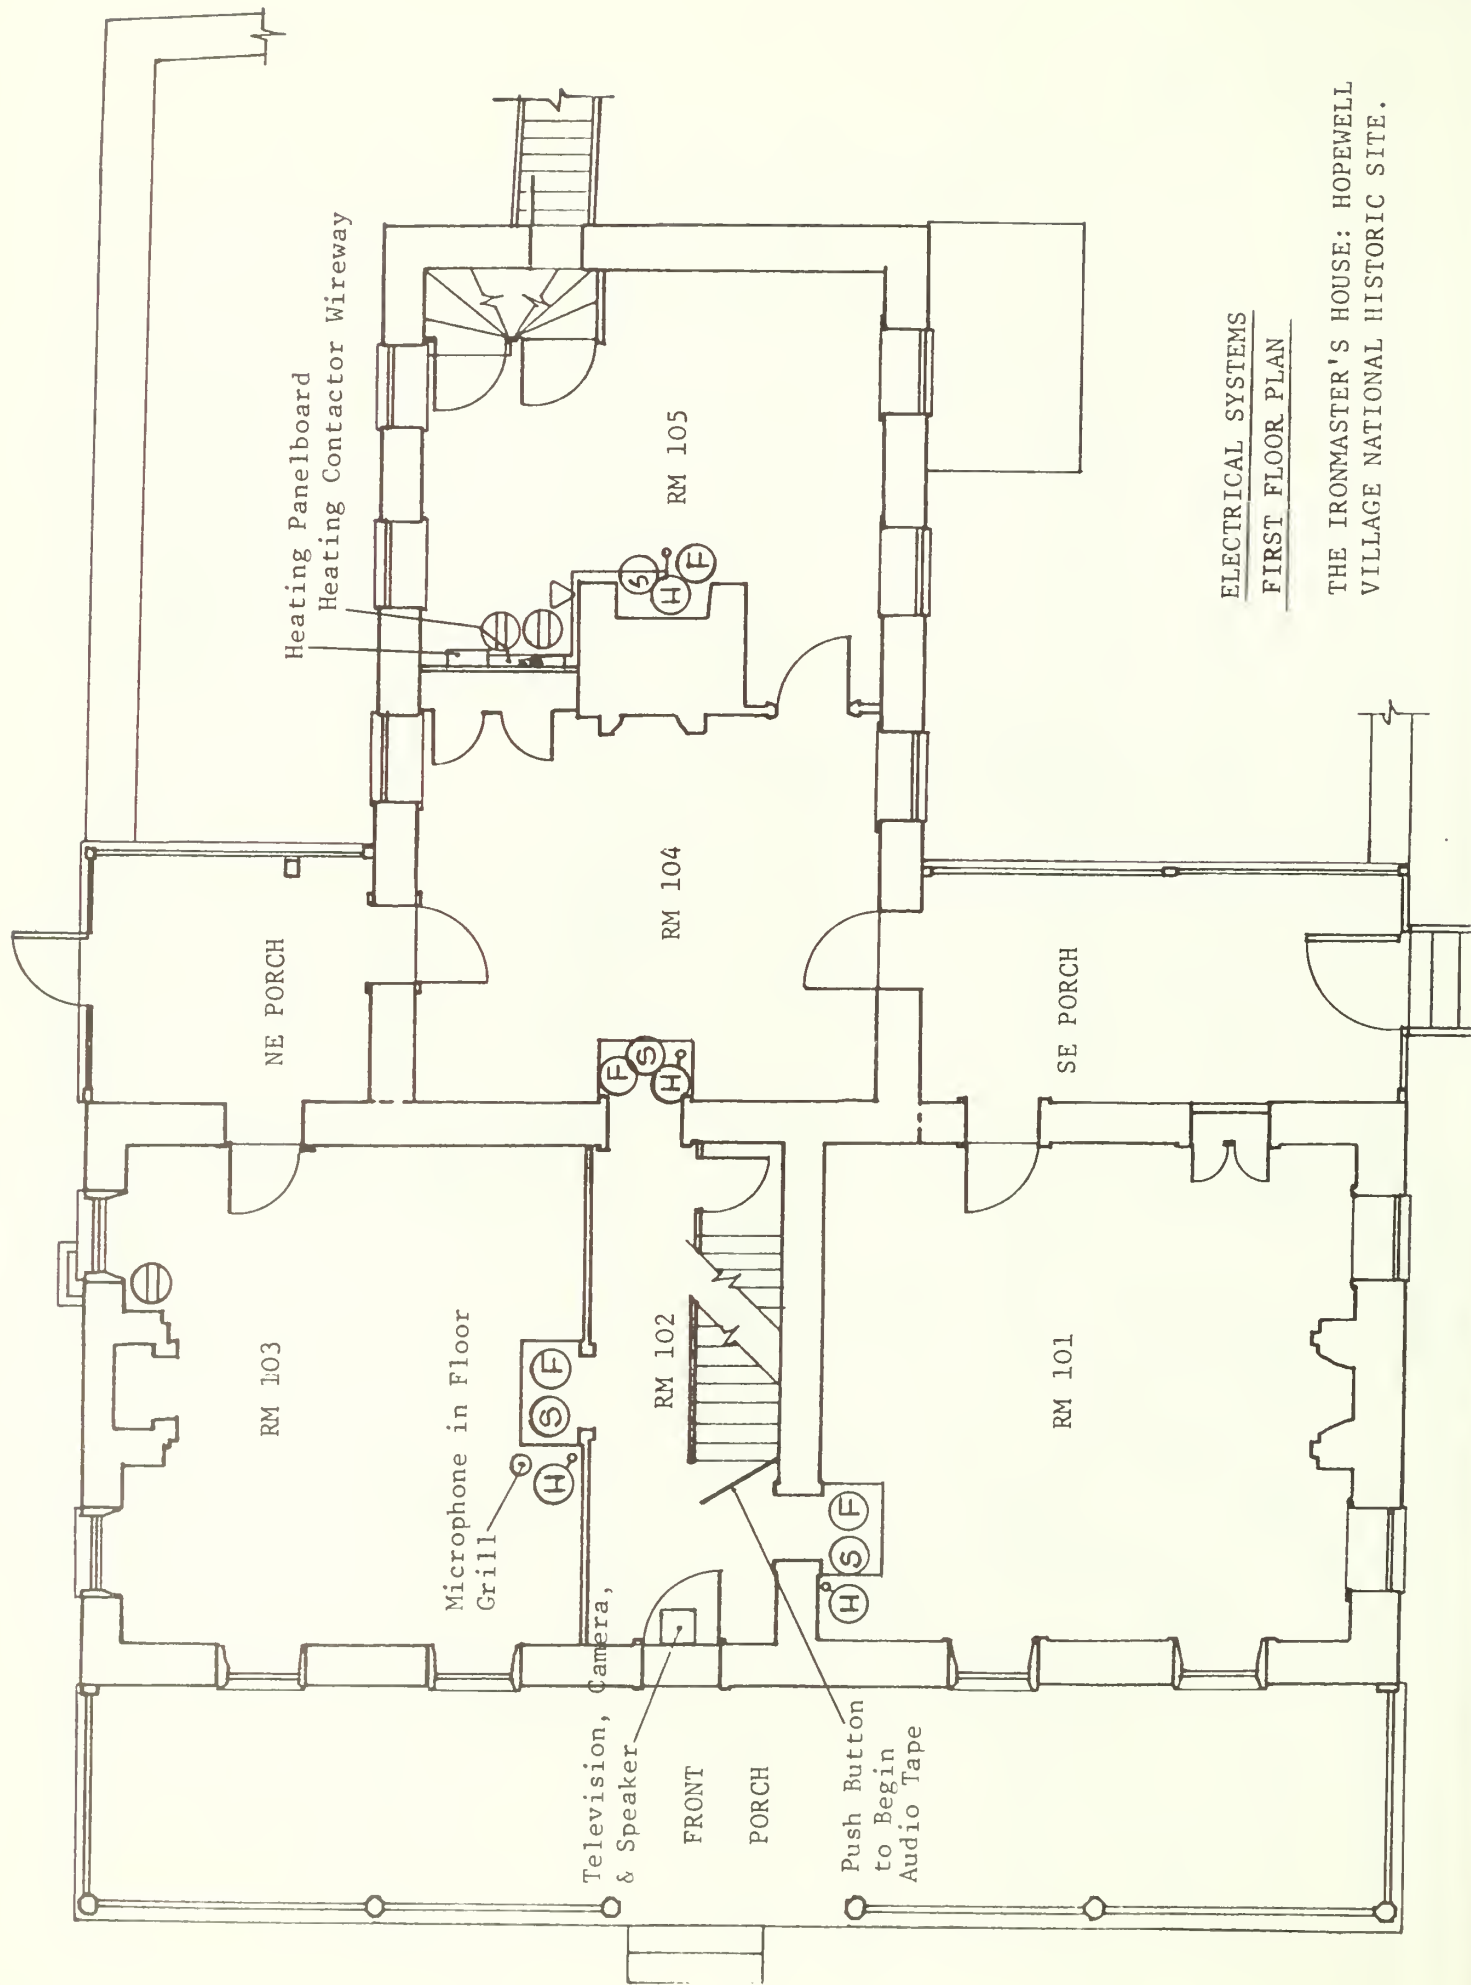 Heating Panelboard
Heating Contactor Wireway
NE PORCH
RM 103
RM 104
RM 105
S
H
F
F
S
H
Microphone in Floor
Grill
S
F
H
RM 102
Television, Camera,
& Speaker
FRONT
PORCH
Push Button
to Begin
Audio Tape
H
S
F
RM 101
SE PORCH
ELECTRICAL SYSTEMS
FIRST FLOOR PLAN
THE IRONMASTER'S HOUSE: HOPEWELL
VILLAGE NATIONAL HISTORIC SITE.